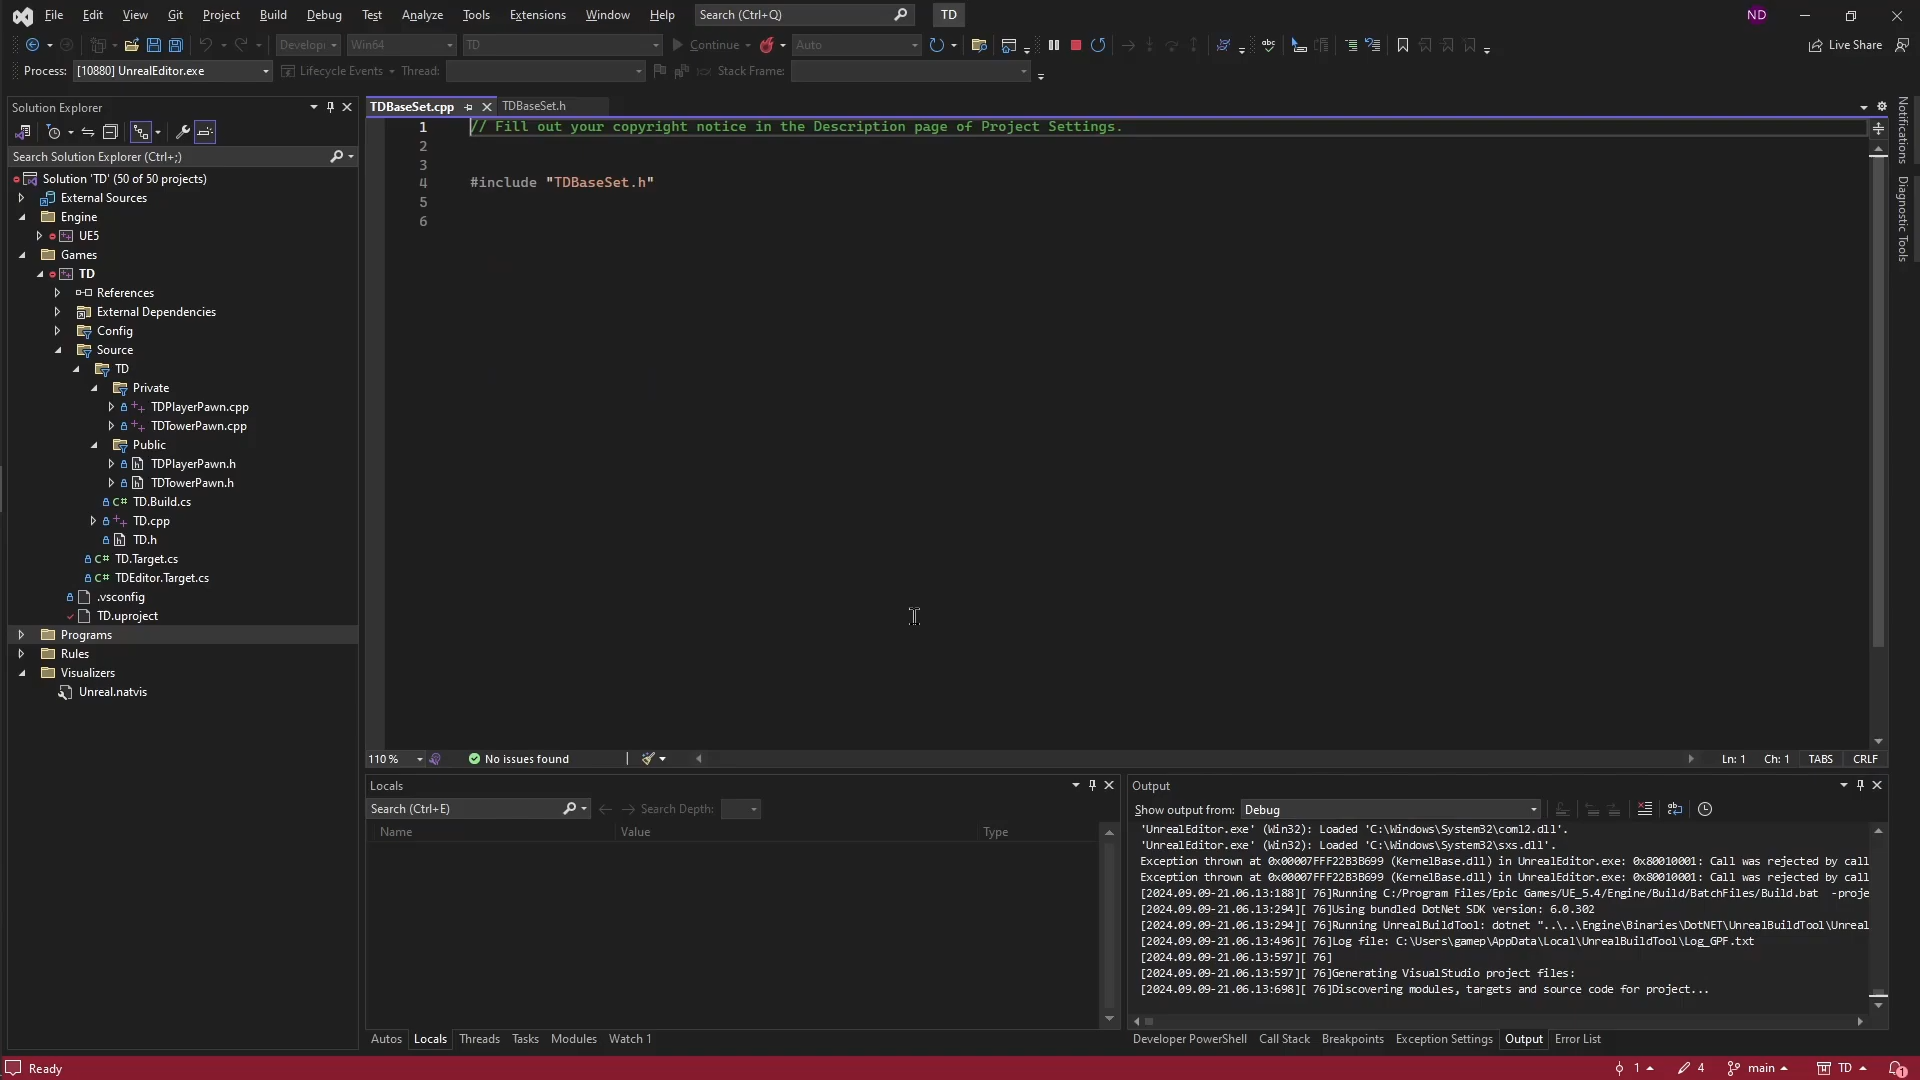 File Edit View Git Project Build Debug Test Analyze Tools Extensions Window Help Search (Ctrl+Q) TD ND
Develop Win64 TD Continue Auto Live Share
Process: [10880] UnrealEditor.exe Lifecycle Events Thread: Stack Frame:
Solution Explorer
Search Solution Explorer (Ctrl+;)
Solution 'TD' (50 of 50 projects)
External Sources
Engine
UE5
Games
TD
References
External Dependencies
Config
Source
TD
Private
TDPlayerPawn.cpp
TDTowerPawn.cpp
Public
TDPlayerPawn.h
TDTowerPawn.h
TD.Build.cs
TD.cpp
TD.h
TD.Target.cs
TDEditor.Target.cs
.vsconfig
TD.uproject
Programs
Rules
Visualizers
Unreal.natvis
TDBaseSet.cpp TDBaseSet.h
1 // Fill out your copyright notice in the Description page of Project Settings.
2
3
4 #include "TDBaseSet.h"
5
6
110 % No issues found Ln: 1 Ch: 1 TABS CRLF
Locals
Search (Ctrl+E) Search Depth:
Name Value Type
Autos Locals Threads Tasks Modules Watch 1
Output
Show output from: Debug
'UnrealEditor.exe' (Win32): Loaded 'C:\Windows\System32\coml2.dll'.
'UnrealEditor.exe' (Win32): Loaded 'C:\Windows\System32\sxs.dll'.
Exception thrown at 0x00007FFF22B3B699 (KernelBase.dll) in UnrealEditor.exe: 0x80010001: Call was rejected by call
Exception thrown at 0x00007FFF22B3B699 (KernelBase.dll) in UnrealEditor.exe: 0x80010001: Call was rejected by call
[2024.09.09-21.06.13:188][ 76]Running C:/Program Files/Epic Games/UE_5.4/Engine/Build/BatchFiles/Build.bat -proje
[2024.09.09-21.06.13:294][ 76]Using bundled DotNet SDK version: 6.0.302
[2024.09.09-21.06.13:294][ 76]Running UnrealBuildTool: dotnet "..\..\Engine\Binaries\DotNET\UnrealBuildTool\Unreal
[2024.09.09-21.06.13:496][ 76]Log file: C:\Users\gamep\AppData\Local\UnrealBuildTool\Log_GPF.txt
[2024.09.09-21.06.13:597][ 76]
[2024.09.09-21.06.13:597][ 76]Generating VisualStudio project files:
[2024.09.09-21.06.13:698][ 76]Discovering modules, targets and source code for project...
Developer PowerShell Call Stack Breakpoints Exception Settings Output Error List
Notifications
Diagnostic Tools
Ready 1 4 main TD 1